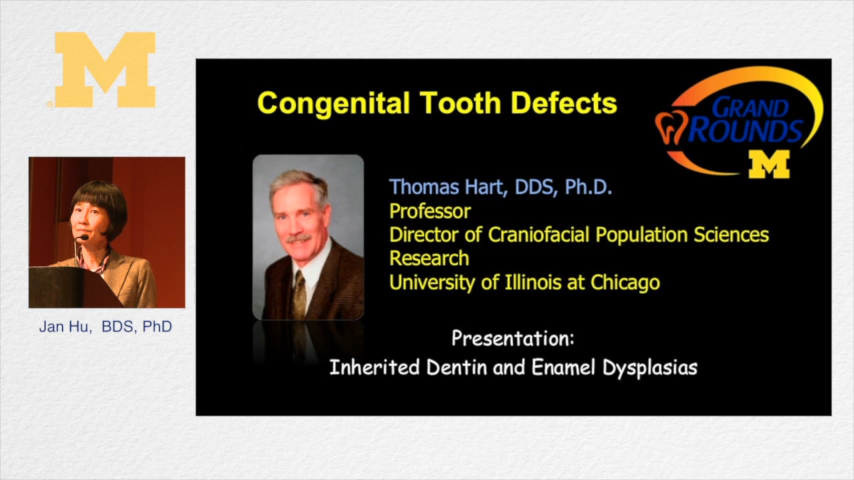 M
Congenital Tooth Defects
GRAND
ROUNDS
M
Thomas Hart, DDS, Ph.D.
Professor
Director of Craniofacial Population Sciences
Research
University of Illinois at Chicago
Jan Hu, BDS, PhD
Presentation:
Inherited Dentin and Enamel Dysplasias